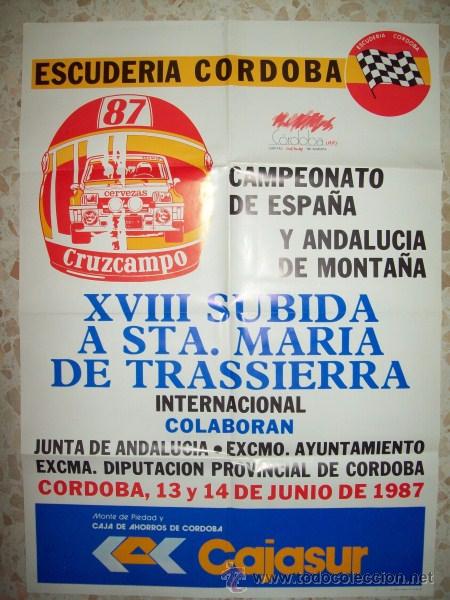 ESCUDERIA CORDOBA
ESCUDERIA CORDOBA
87
cervezas
Cruzcampo
Córdoba
CAMPEONATO
DE ESPAÑA
Y ANDALUCIA
DE MONTAÑA
XVIII SUBIDA
A STA. MARIA
DE TRASSIERRA
INTERNACIONAL
COLABORAN
JUNTA DE ANDALUCIA • EXCMO. AYUNTAMIENTO
EXCMA. DIPUTACION PROVINCIAL DE CORDOBA
CORDOBA, 13 y 14 DE JUNIO DE 1987
Monte de Piedad y
CAJA DE AHORROS DE CORDOBA
Cajasur
www.todocoleccion.net